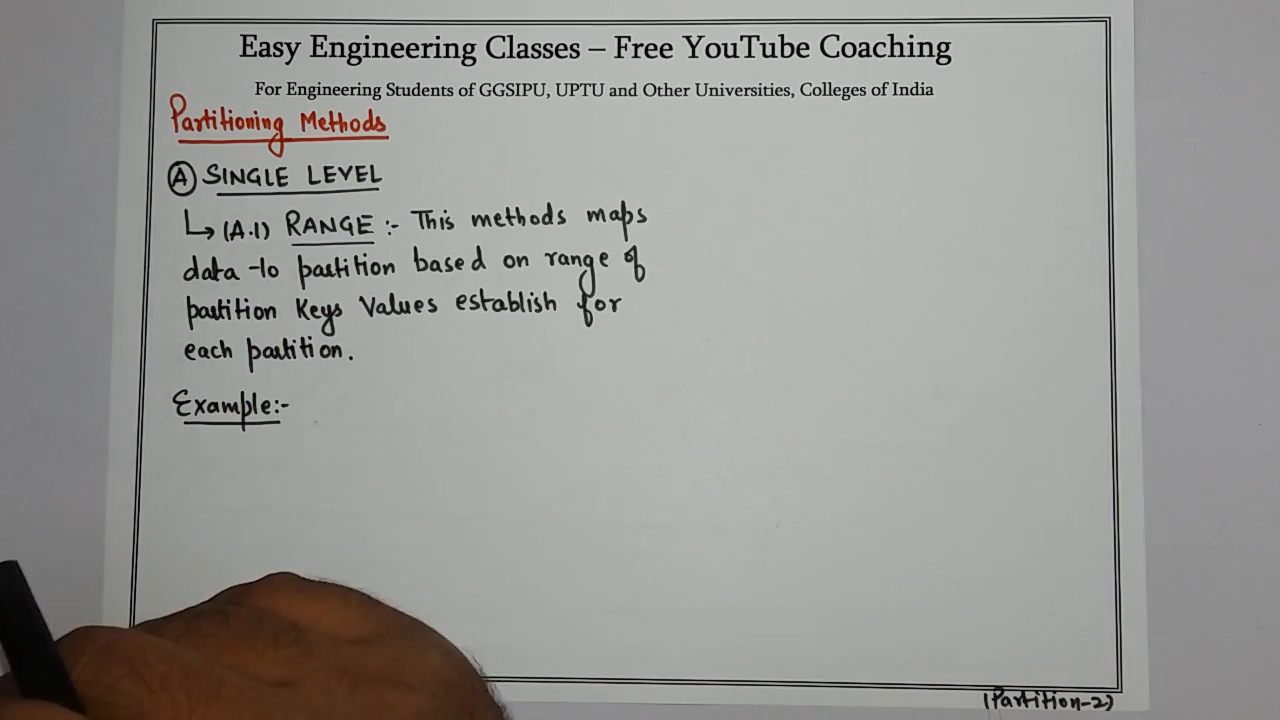 Easy Engineering Classes – Free YouTube Coaching
For Engineering Students of GGSIPU, UPTU and Other Universities, Colleges of India
Partitioning Methods
(A) SINGLE LEVEL
↳ (A.1) RANGE :- This methods maps
data to partition based on range of
partition Keys Values establish for
each partition.
Example:-
(Partition-2)